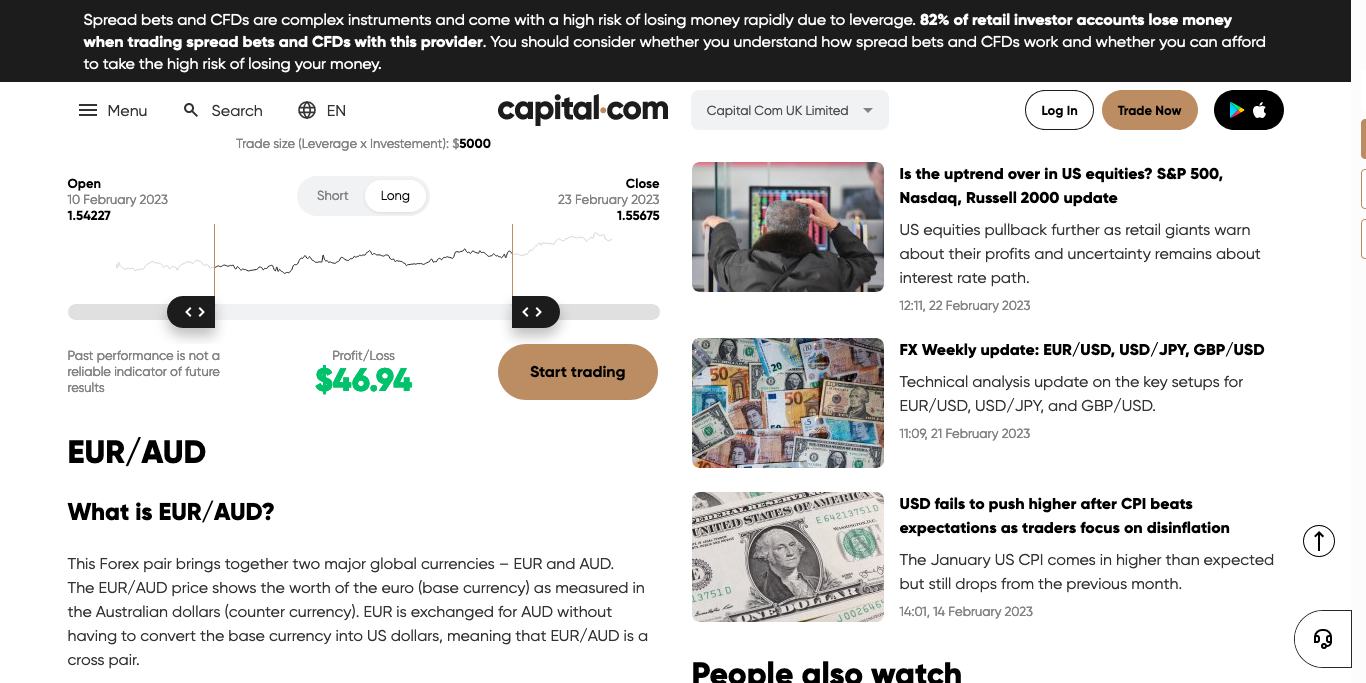 Spread bets and CFDs are complex instruments and come with a high risk of losing money rapidly due to leverage. 82% of retail investor accounts lose money
when trading spread bets and CFDs with this provider. You should consider whether you understand how spread bets and CFDs work and whether you can afford
to take the high risk of losing your money.
Menu
Search
EN
capital.com
Capital Com UK Limited
Log In
Trade Now
Trade size (Leverage x Investement): $5000
Open
10 February 2023
1.54227
Short
Long
Close
23 February 2023
1.55675
Past performance is not a
reliable indicator of future
results
Profit/Loss
$46.94
Start trading
EUR/AUD
What is EUR/AUD?
This Forex pair brings together two major global currencies – EUR and AUD.
The EUR/AUD price shows the worth of the euro (base currency) as measured in
the Australian dollars (counter currency). EUR is exchanged for AUD without
having to convert the base currency into US dollars, meaning that EUR/AUD is a
cross pair.
Is the uptrend over in US equities? S&P 500,
Nasdaq, Russell 2000 update
US equities pullback further as retail giants warn
about their profits and uncertainty remains about
interest rate path.
12:11, 22 February 2023
FX Weekly update: EUR/USD, USD/JPY, GBP/USD
Technical analysis update on the key setups for
EUR/USD, USD/JPY, and GBP/USD.
11:09, 21 February 2023
UNITED STATES OF AMERICA
E 64213751 D
ONE DOLLAR
USD fails to push higher after CPI beats
expectations as traders focus on disinflation
The January US CPI comes in higher than expected
but still drops from the previous month.
14:01, 14 February 2023
People also watch